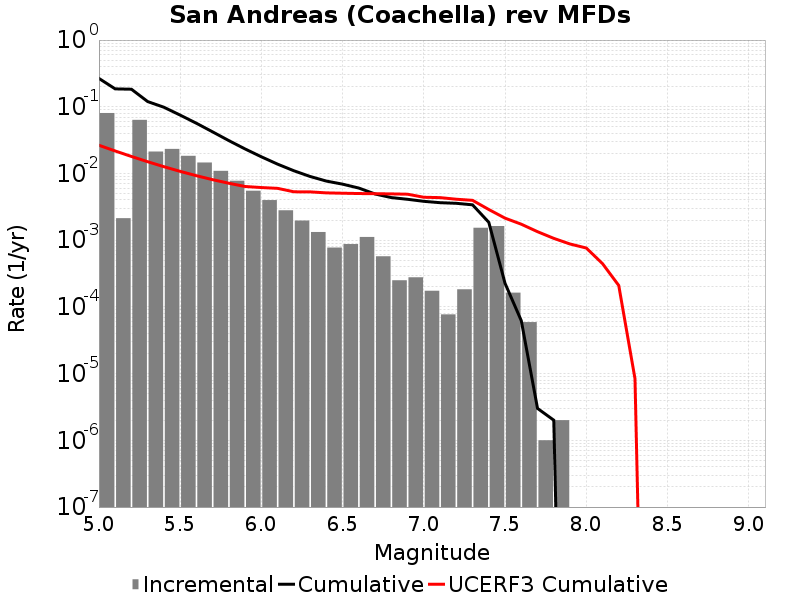 San Andreas (Coachella) rev MFDs
10^0
10^-1
10^-2
10^-3
10^-4
10^-5
10^-6
10^-7
Rate (1/yr)
5.0 5.5 6.0 6.5 7.0 7.5 8.0 8.5 9.0
Magnitude
Incremental Cumulative UCERF3 Cumulative